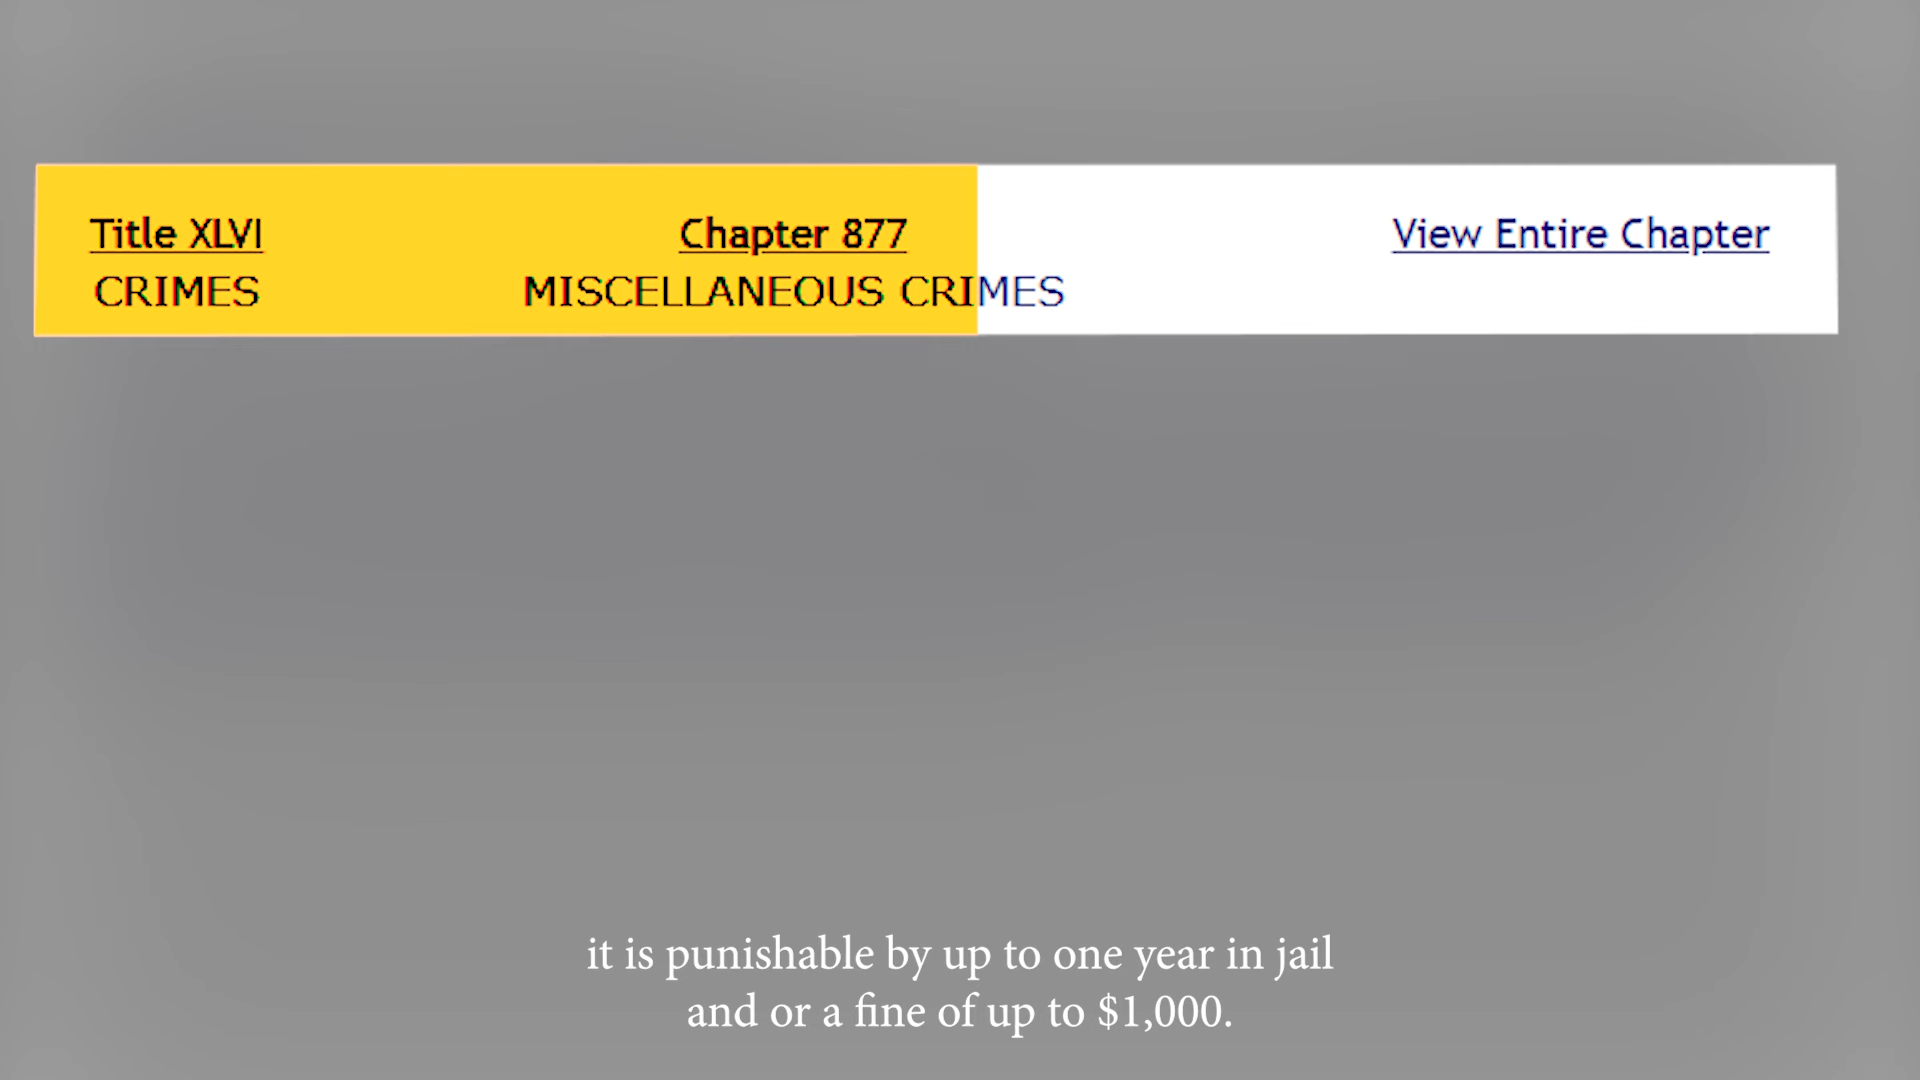 Title XLVI Chapter 877 View Entire Chapter
CRIMES MISCELLANEOUS CRIMES
it is punishable by up to one year in jail
and or a fine of up to $1,000.